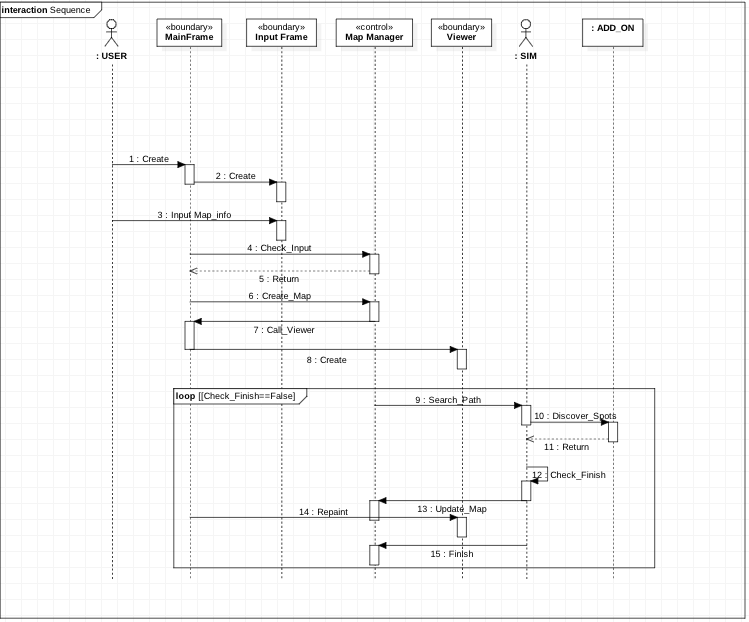 interaction Sequence
«boundary»
MainFrame
«boundary»
Input Frame
«control»
Map Manager
«boundary»
Viewer
: ADD_ON
: USER
: SIM
1 : Create
2 : Create
3 : Input Map_info
4 : Check_Input
5 : Return
6 : Create_Map
7 : Call_Viewer
8 : Create
loop [[Check_Finish==False]
9 : Search_Path
10 : Discover_Spots
11 : Return
12 : Check_Finish
13 : Update_Map
14 : Repaint
15 : Finish